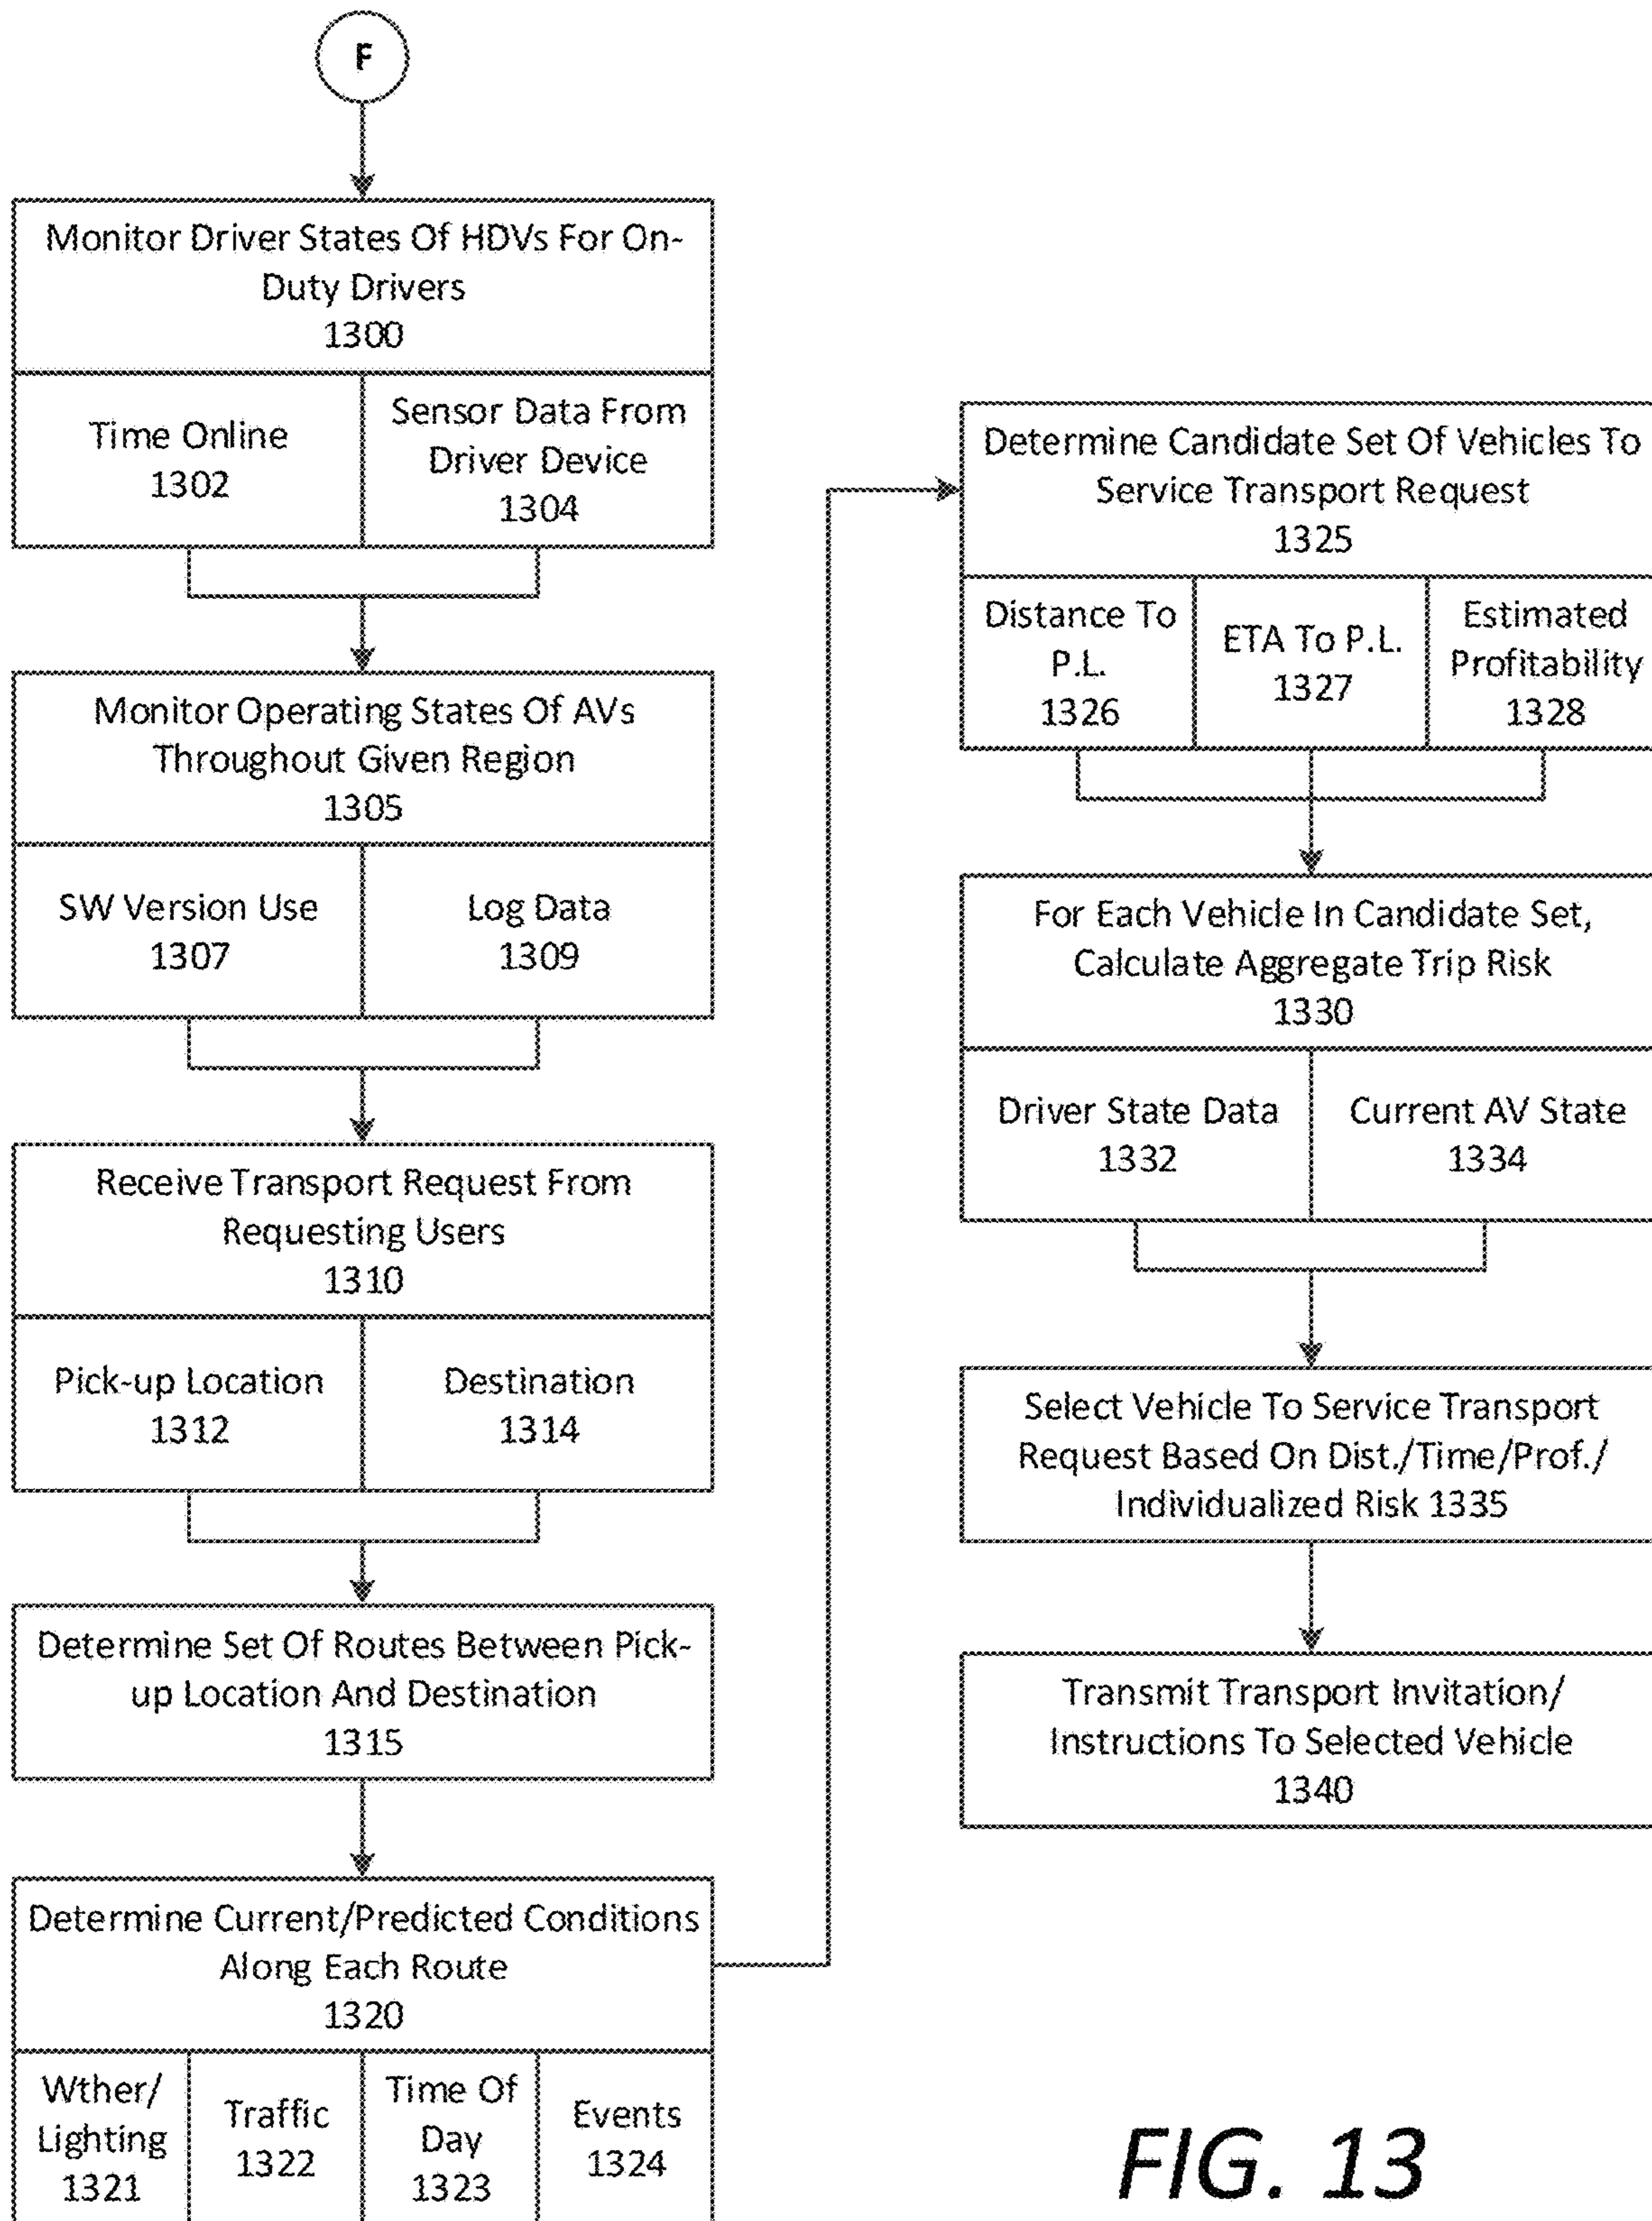 F
Monitor Driver States Of HDVs For On-
Duty Drivers
1300
Time Online
1302
Sensor Data From
Driver Device
1304
Monitor Operating States Of AVs
Throughout Given Region
1305
SW Version Use
1307
Log Data
1309
Receive Transport Request From
Requesting Users
1310
Pick-up Location
1312
Destination
1314
Determine Set Of Routes Between Pick-
up Location And Destination
1315
Determine Current/Predicted Conditions
Along Each Route
1320
Wther/
Lighting
1321
Traffic
1322
Time Of
Day
1323
Events
1324
Determine Candidate Set Of Vehicles To
Service Transport Request
1325
Distance To
P.L.
1326
ETA To P.L.
1327
Estimated
Profitability
1328
For Each Vehicle In Candidate Set,
Calculate Aggregate Trip Risk
1330
Driver State Data
1332
Current AV State
1334
Select Vehicle To Service Transport
Request Based On Dist./Time/Prof./
Individualized Risk 1335
Transmit Transport Invitation/
Instructions To Selected Vehicle
1340
FIG. 13